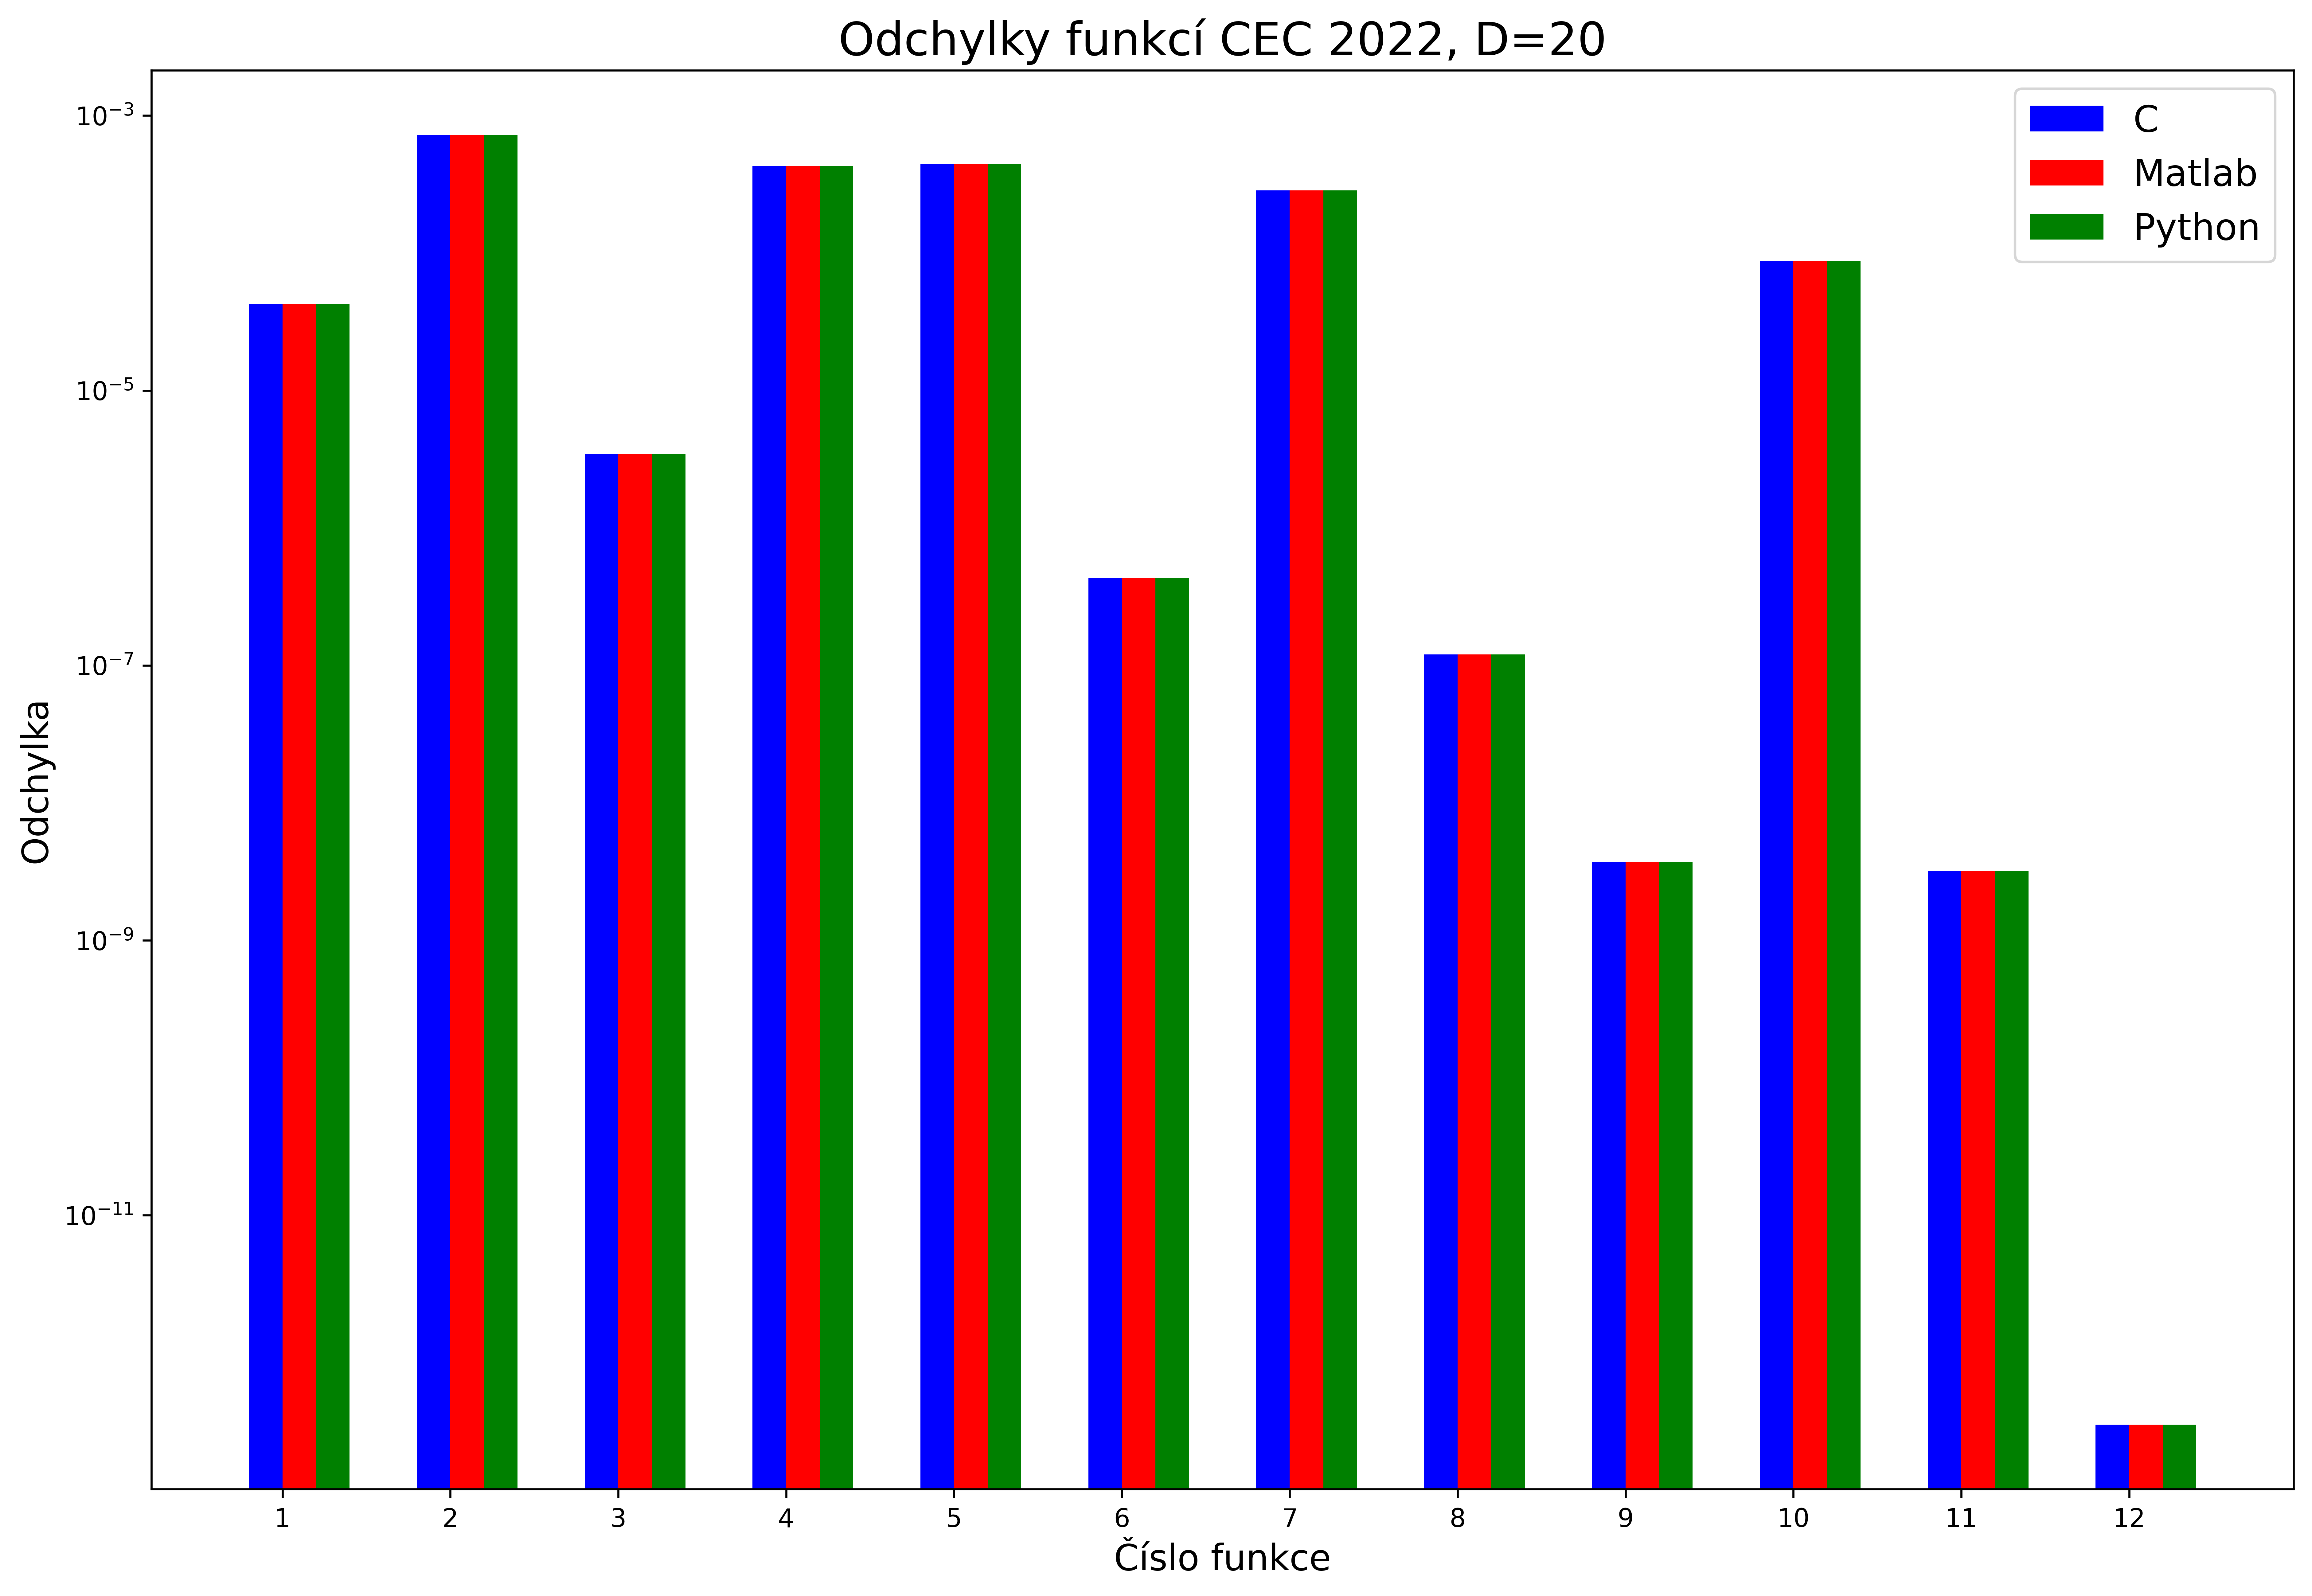 Odchylky funkcí CEC 2022, D=20
C
Matlab
Python
10⁻³
10⁻⁵
10⁻⁷
10⁻⁹
10⁻¹¹
Odchylka
1 2 3 4 5 6 7 8 9 10 11 12
Číslo funkce